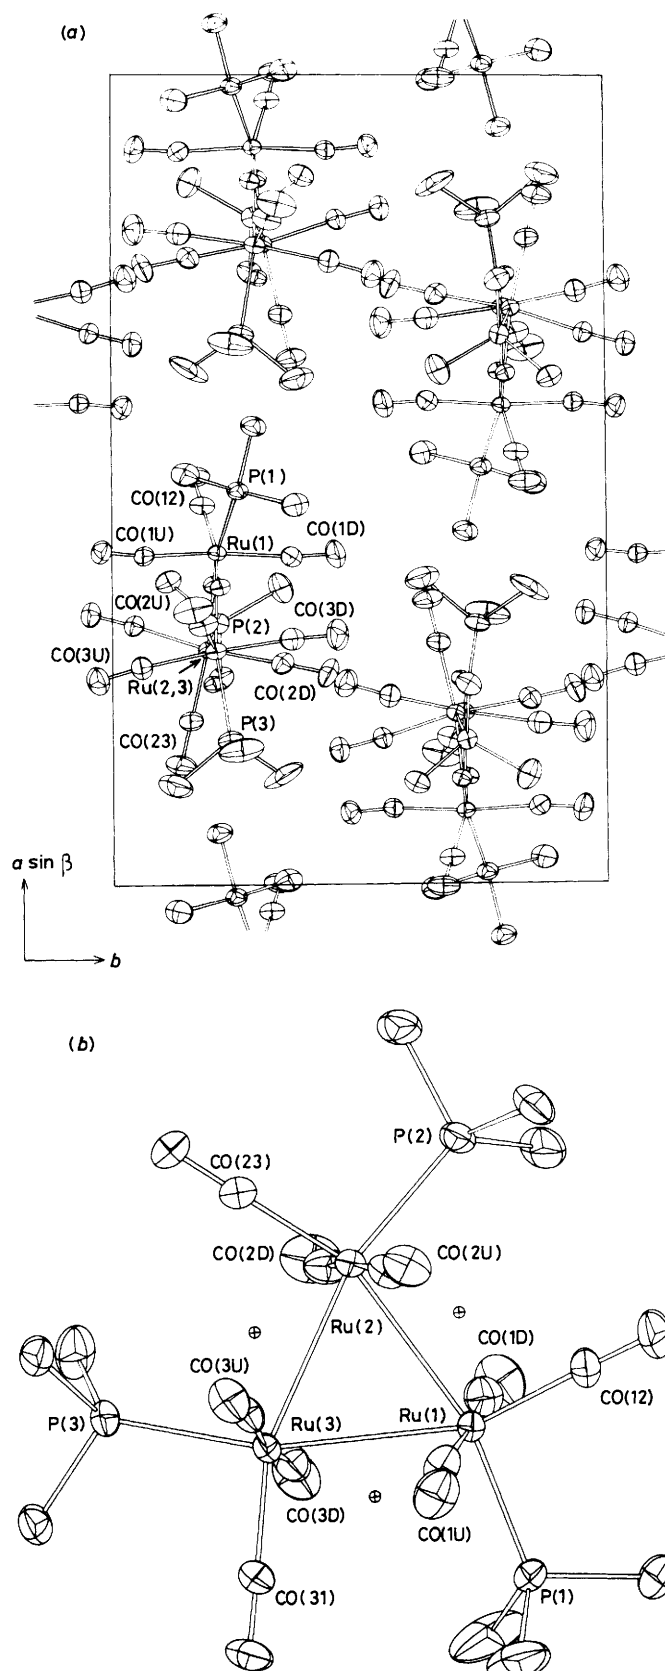 (a)
P(1)
CO(12)
CO(1U)
Ru(1)
CO(1D)
CO(2U)
P(2)
CO(3D)
CO(3U)
Ru(2,3)
CO(2D)
P(3)
CO(23)
a sin β
b
(b)
P(2)
CO(23)
CO(2D)
CO(2U)
Ru(2)
CO(1D)
CO(3U)
P(3)
Ru(3)
Ru(1)
CO(12)
CO(3D)
CO(1U)
CO(31)
P(1)